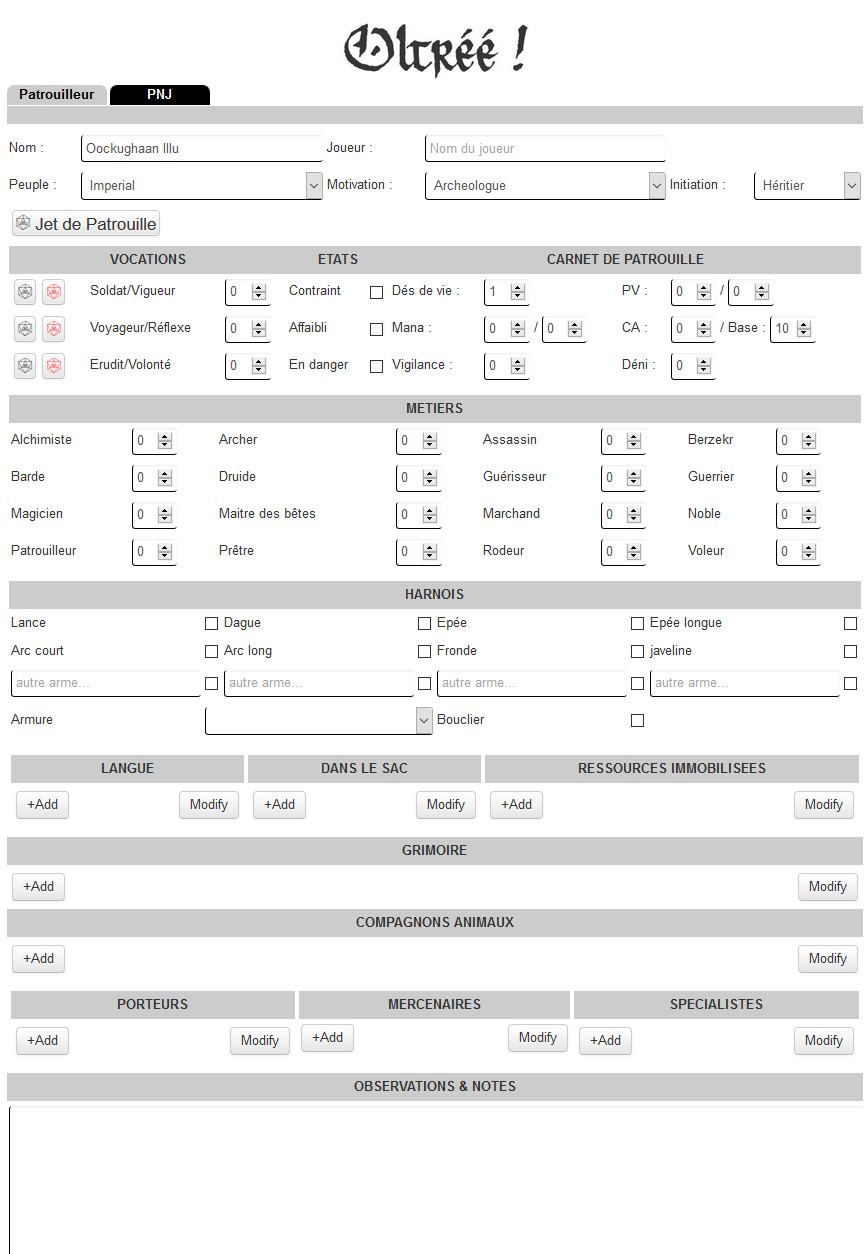 Oltréé !
Patrouilleur PNJ
Nom : Oockughaan Illu Joueur : Nom du joueur
Peuple : Imperial Motivation : Archeologue Initiation : Héritier
Jet de Patrouille
VOCATIONS ETATS CARNET DE PATROUILLE
Soldat/Vigueur 0 Contraint Dés de vie : 1 PV : 0 / 0
Voyageur/Réflexe 0 Affaibli Mana : 0 / 0 CA : 0 / Base : 10
Erudit/Volonté 0 En danger Vigilance : 0 Déni : 0
METIERS
Alchimiste 0 Archer 0 Assassin 0 Berzekr 0
Barde 0 Druide 0 Guérisseur 0 Guerrier 0
Magicien 0 Maitre des bêtes 0 Marchand 0 Noble 0
Patrouilleur 0 Prêtre 0 Rodeur 0 Voleur 0
HARNOIS
Lance Dague Epée Epée longue
Arc court Arc long Fronde javeline
autre arme... autre arme... autre arme... autre arme...
Armure Bouclier
LANGUE DANS LE SAC RESSOURCES IMMOBILISEES
+Add Modify +Add Modify +Add Modify
GRIMOIRE
+Add Modify
COMPAGNONS ANIMAUX
+Add Modify
PORTEURS MERCENAIRES SPECIALISTES
+Add Modify +Add Modify +Add Modify
OBSERVATIONS & NOTES